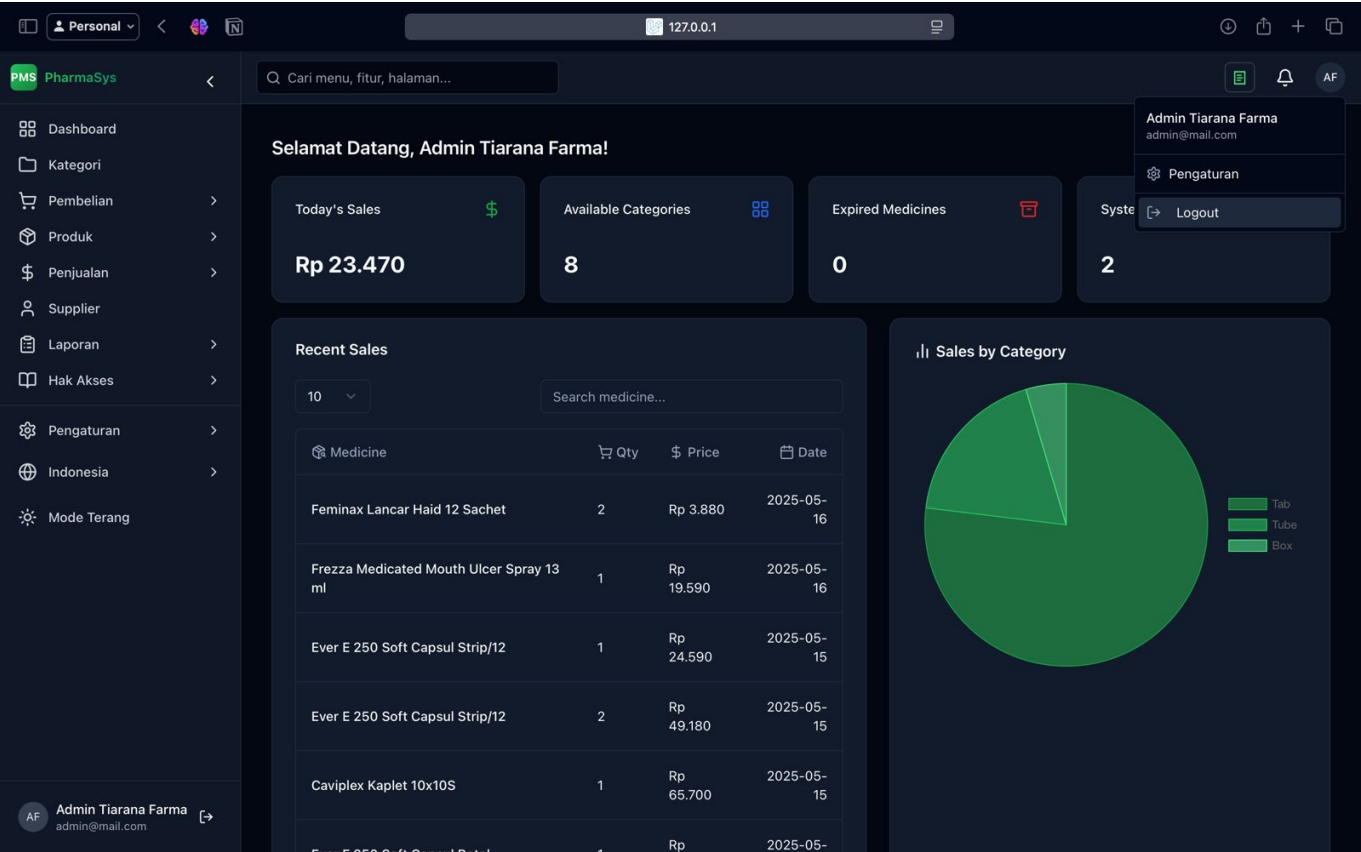 Personal
127.0.0.1
PMS PharmaSys
Cari menu, fitur, halaman...
AF
Dashboard
Kategori
Pembelian
Produk
Penjualan
Supplier
Laporan
Hak Akses
Pengaturan
Indonesia
Mode Terang
AF
Admin Tiarana Farma
admin@mail.com
Admin Tiarana Farma
admin@mail.com
Pengaturan
Logout
Selamat Datang, Admin Tiarana Farma!
Today's Sales
Rp 23.470
Available Categories
8
Expired Medicines
0
Syste
2
Recent Sales
10
Search medicine...
Medicine Qty $ Price Date
Feminax Lancar Haid 12 Sachet 2 Rp 3.880 2025-05-
16
Frezza Medicated Mouth Ulcer Spray 13 1 Rp 2025-05-
ml 19.590 16
Ever E 250 Soft Capsul Strip/12 1 Rp 2025-05-
24.590 15
Ever E 250 Soft Capsul Strip/12 2 Rp 2025-05-
49.180 15
Caviplex Kaplet 10x10S 1 Rp 2025-05-
65.700 15
Rp 2025-05-
Sales by Category
Tab
Tube
Box